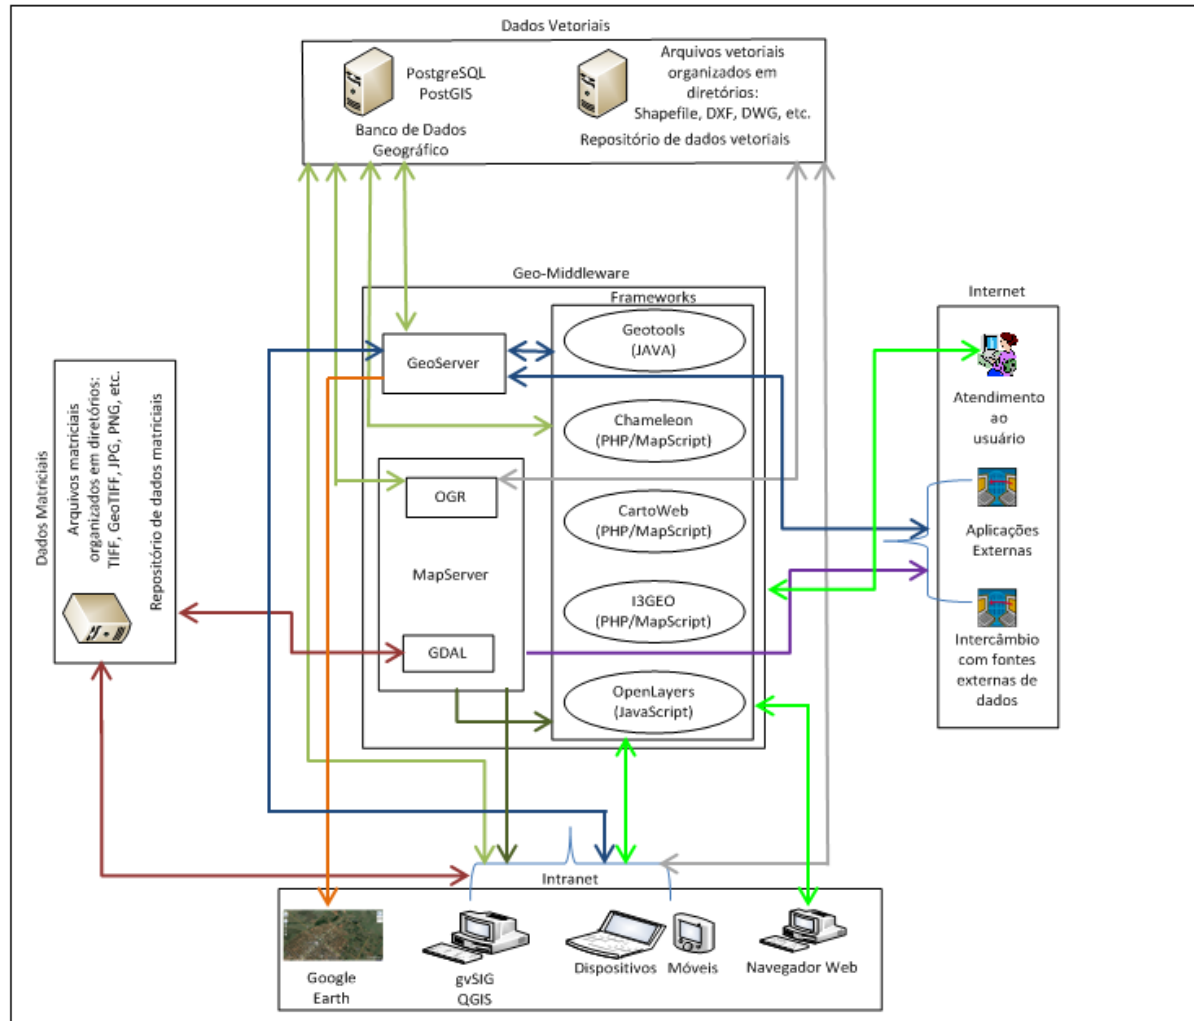 Dados Vetoriais
PostgreSQL
PostGIS
Banco de Dados
Geográfico
Arquivos vetoriais
organizados em
diretórios:
Shapefile, DXF, DWG, etc.
Repositório de dados vetoriais
Geo-Middleware
Frameworks
Geotools
(JAVA)
GeoServer
Chameleon
(PHP/MapScript)
OGR
CartoWeb
(PHP/MapScript)
MapServer
I3GEO
(PHP/MapScript)
GDAL
OpenLayers
(JavaScript)
Internet
Atendimento
ao
usuário
Aplicações
Externas
Intercâmbio
com fontes
externas de
dados
Dados Matriciais
Arquivos matriciais
organizados em diretórios:
TIFF, GeoTIFF, JPG, PNG, etc.
Repositório de dados matriciais
Intranet
Google
Earth
gvSIG
QGIS
Dispositivos Móveis
Navegador Web